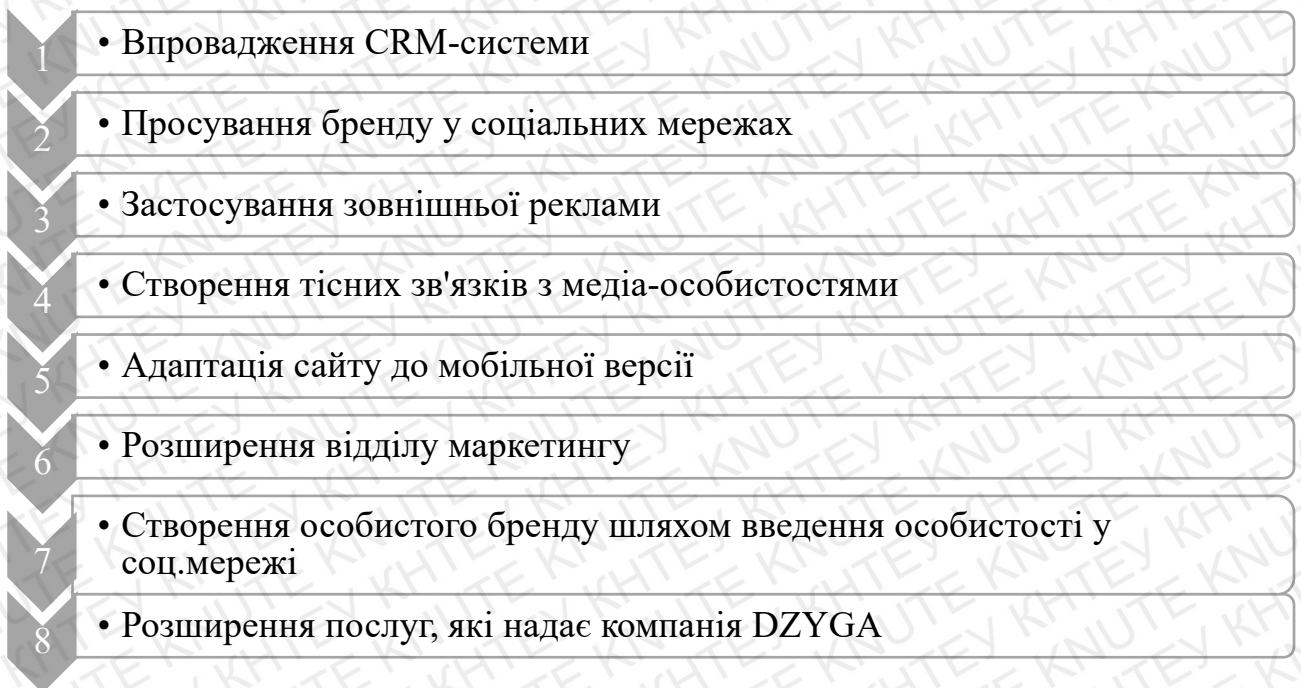 1
• Впровадження CRM-системи
2
• Просування бренду у соціальних мережах
3
• Застосування зовнішньої реклами
4
• Створення тісних зв'язків з медіа-особистостями
5
• Адаптація сайту до мобільної версії
6
• Розширення відділу маркетингу
7
• Створення особистого бренду шляхом введення особистості у
соц.мережі
8
• Розширення послуг, які надає компанія DZYGA